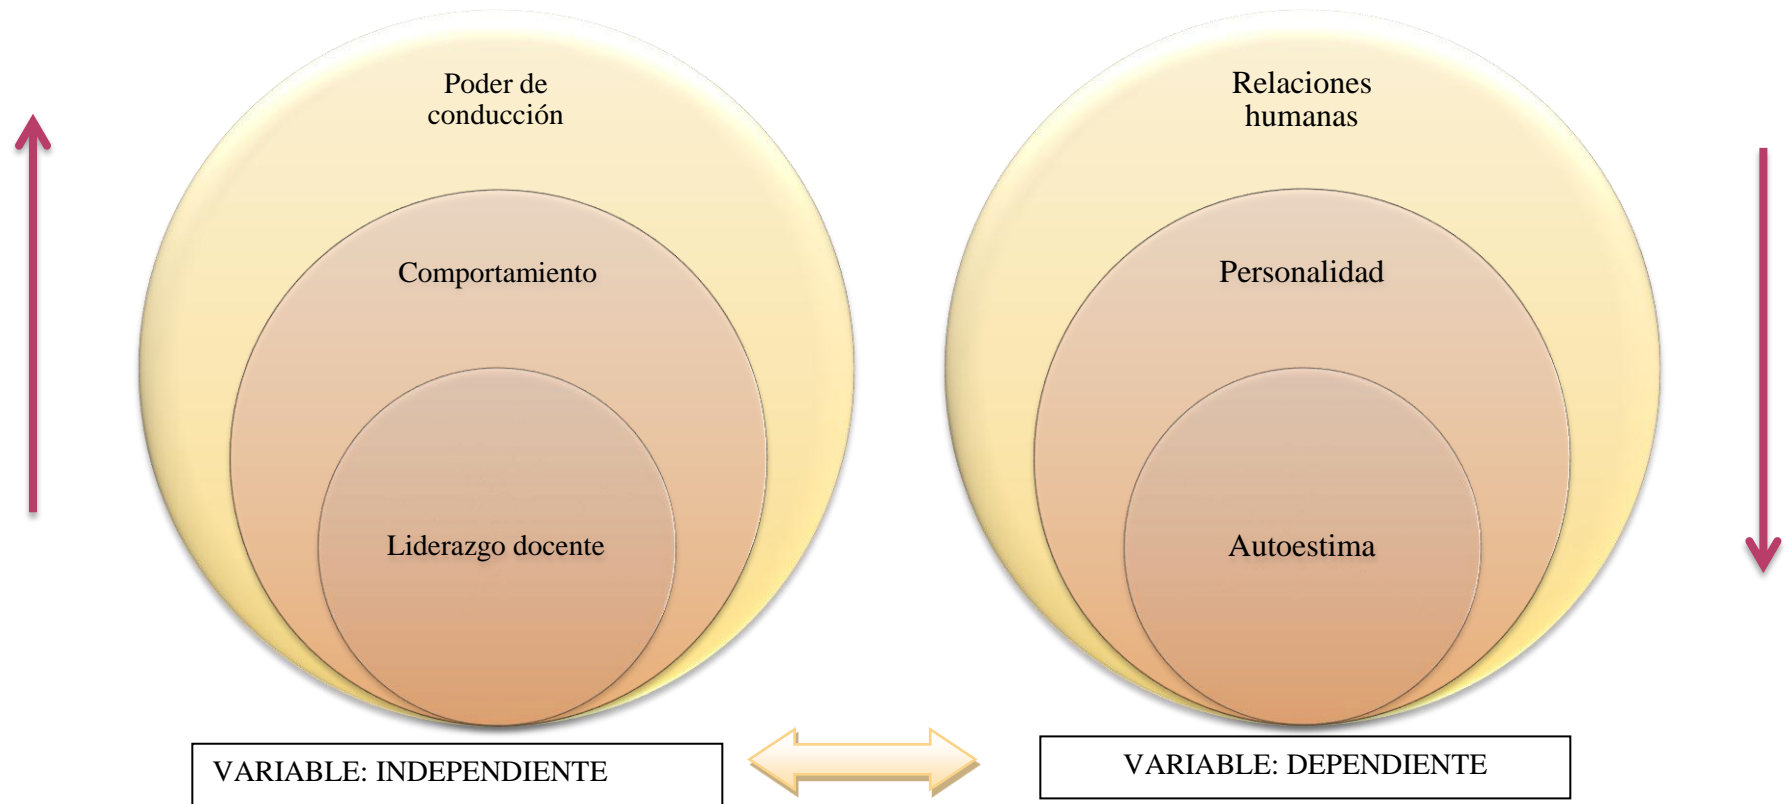 Poder de
conducción
Comportamiento
Liderazgo docente
VARIABLE: INDEPENDIENTE
Relaciones
humanas
Personalidad
Autoestima
VARIABLE: DEPENDIENTE